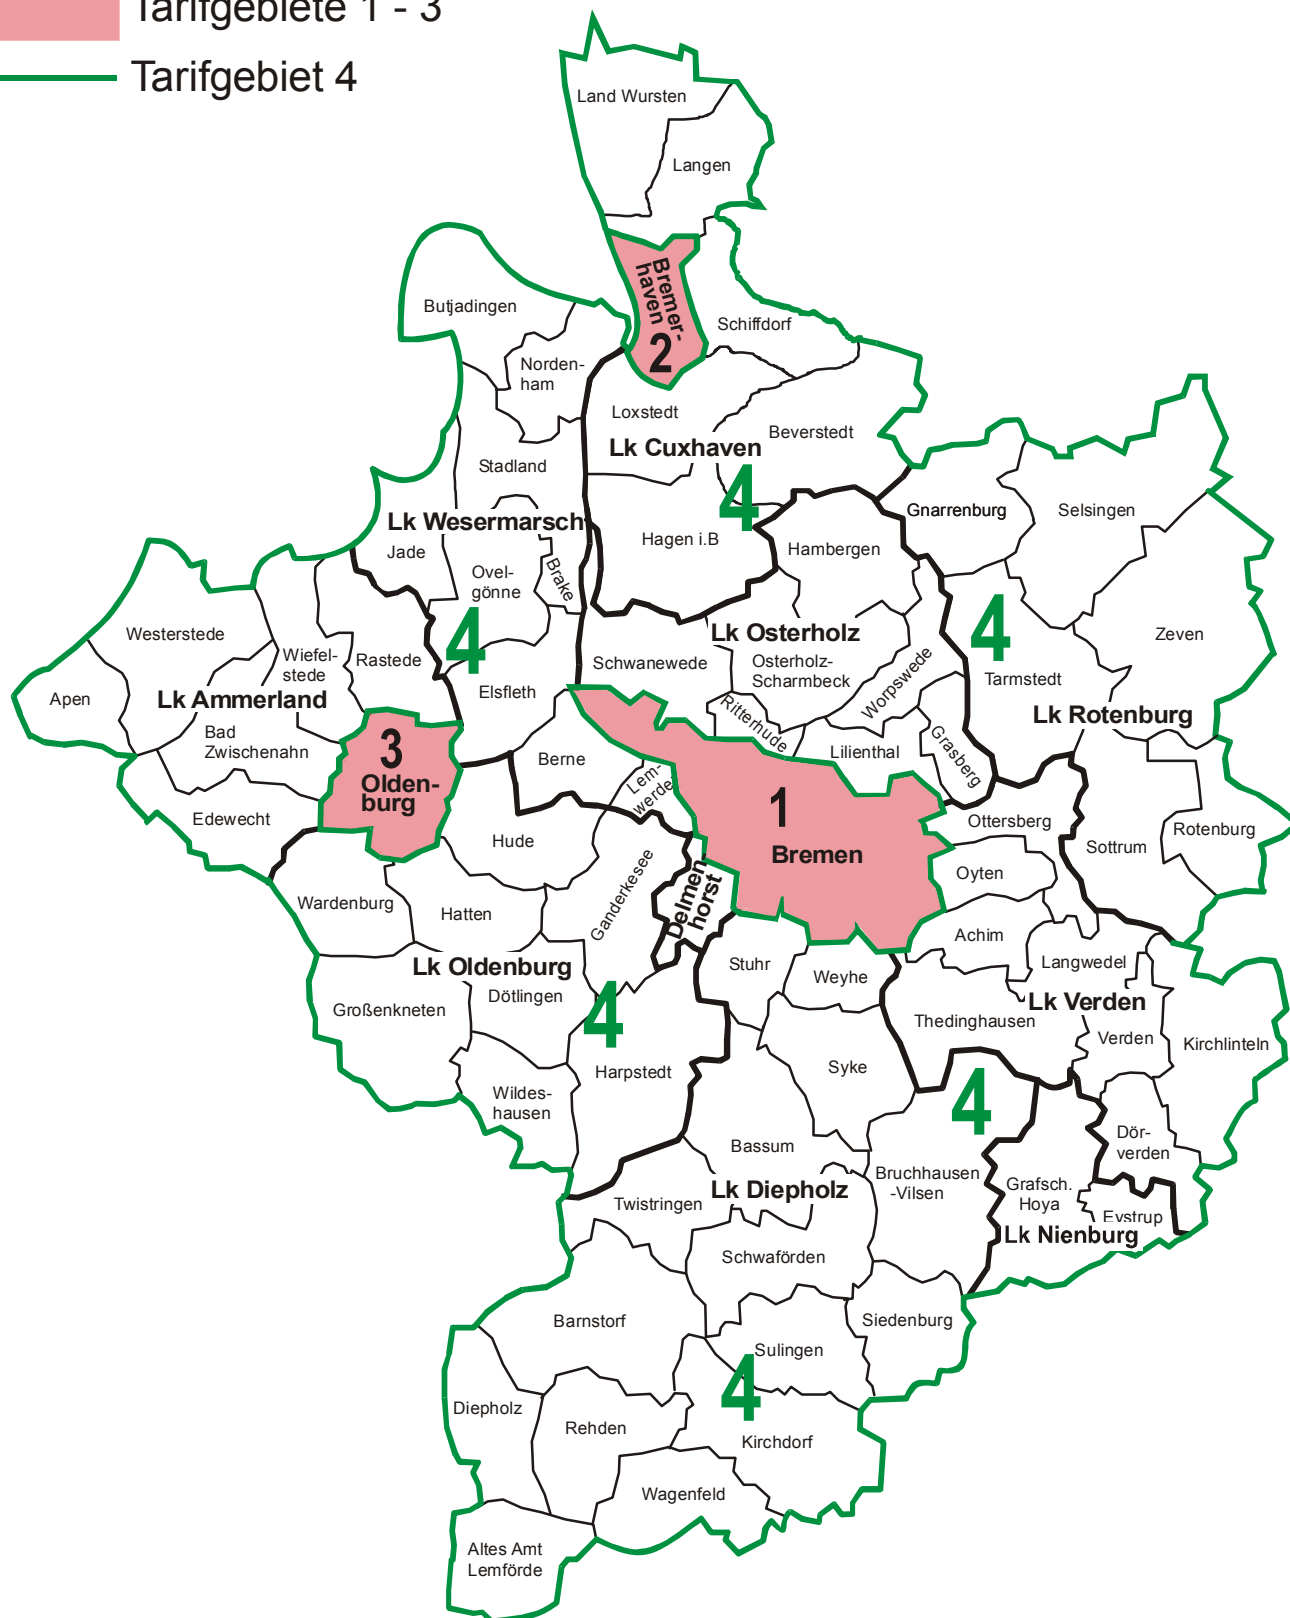 Tarifgebiete 1 - 3
Tarifgebiet 4
Land Wursten
Langen
Bremer-
haven
2
Schiffdorf
Butjadingen
Norden-
ham
Loxstedt
Beverstedt
Lk Cuxhaven
4
Stadland
Lk Wesermarsch
Jade
Hagen i.B
Hambergen
Gnarrenburg
Selsingen
Ovel-
gönne
Brake
4
Westerstede
Wiefel-
stede
Rastede
Elsfleth
Apen
Lk Ammerland
Bad
Zwischenahn
Edewecht
3
Olden-
burg
Schwanewede
Lk Osterholz
Osterholz-
Scharmbeck
Ritterhude
Worpswede
Lilienthal
Grasberg
4
Zeven
Tarmstedt
Lk Rotenburg
Berne
Lem-
werder
1
Bremen
Ottersberg
Sottrum
Rotenburg
Hude
Oyten
Wardenburg
Hatten
Ganderkesee
Delmen-
horst
Achim
Langwedel
Lk Oldenburg
Dötlingen
4
Großenkneten
Stuhr
Weyhe
Lk Verden
Thedinghausen
Verden
Kirchlinteln
Harpstedt
Wildes-
hausen
Syke
4
Dör-
verden
Bassum
Bruchhausen
-Vilsen
Grafsch.
Hoya
Eystrup
Lk Nienburg
Twistringen
Lk Diepholz
Schwaförden
Barnstorf
Siedenburg
Sulingen
4
Diepholz
Rehden
Kirchdorf
Wagenfeld
Altes Amt
Lemförde